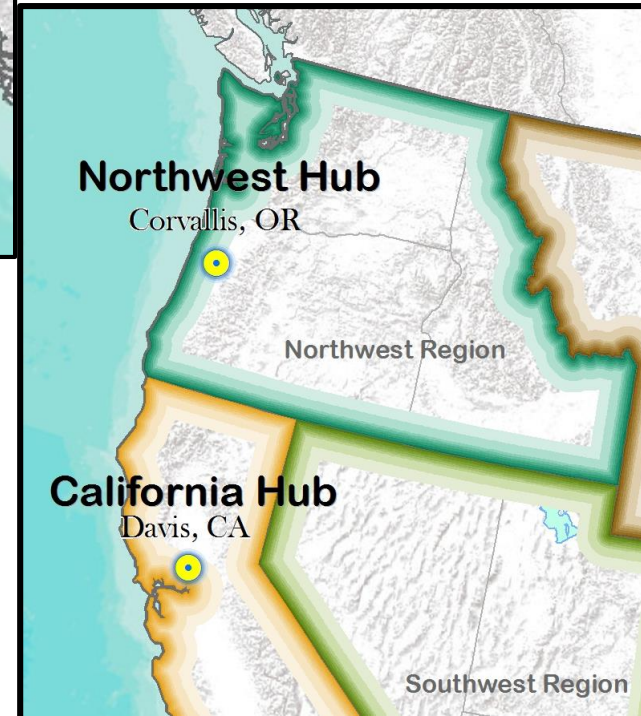 Northwest Hub
Corvallis, OR
Northwest Region
California Hub
Davis, CA
Southwest Region